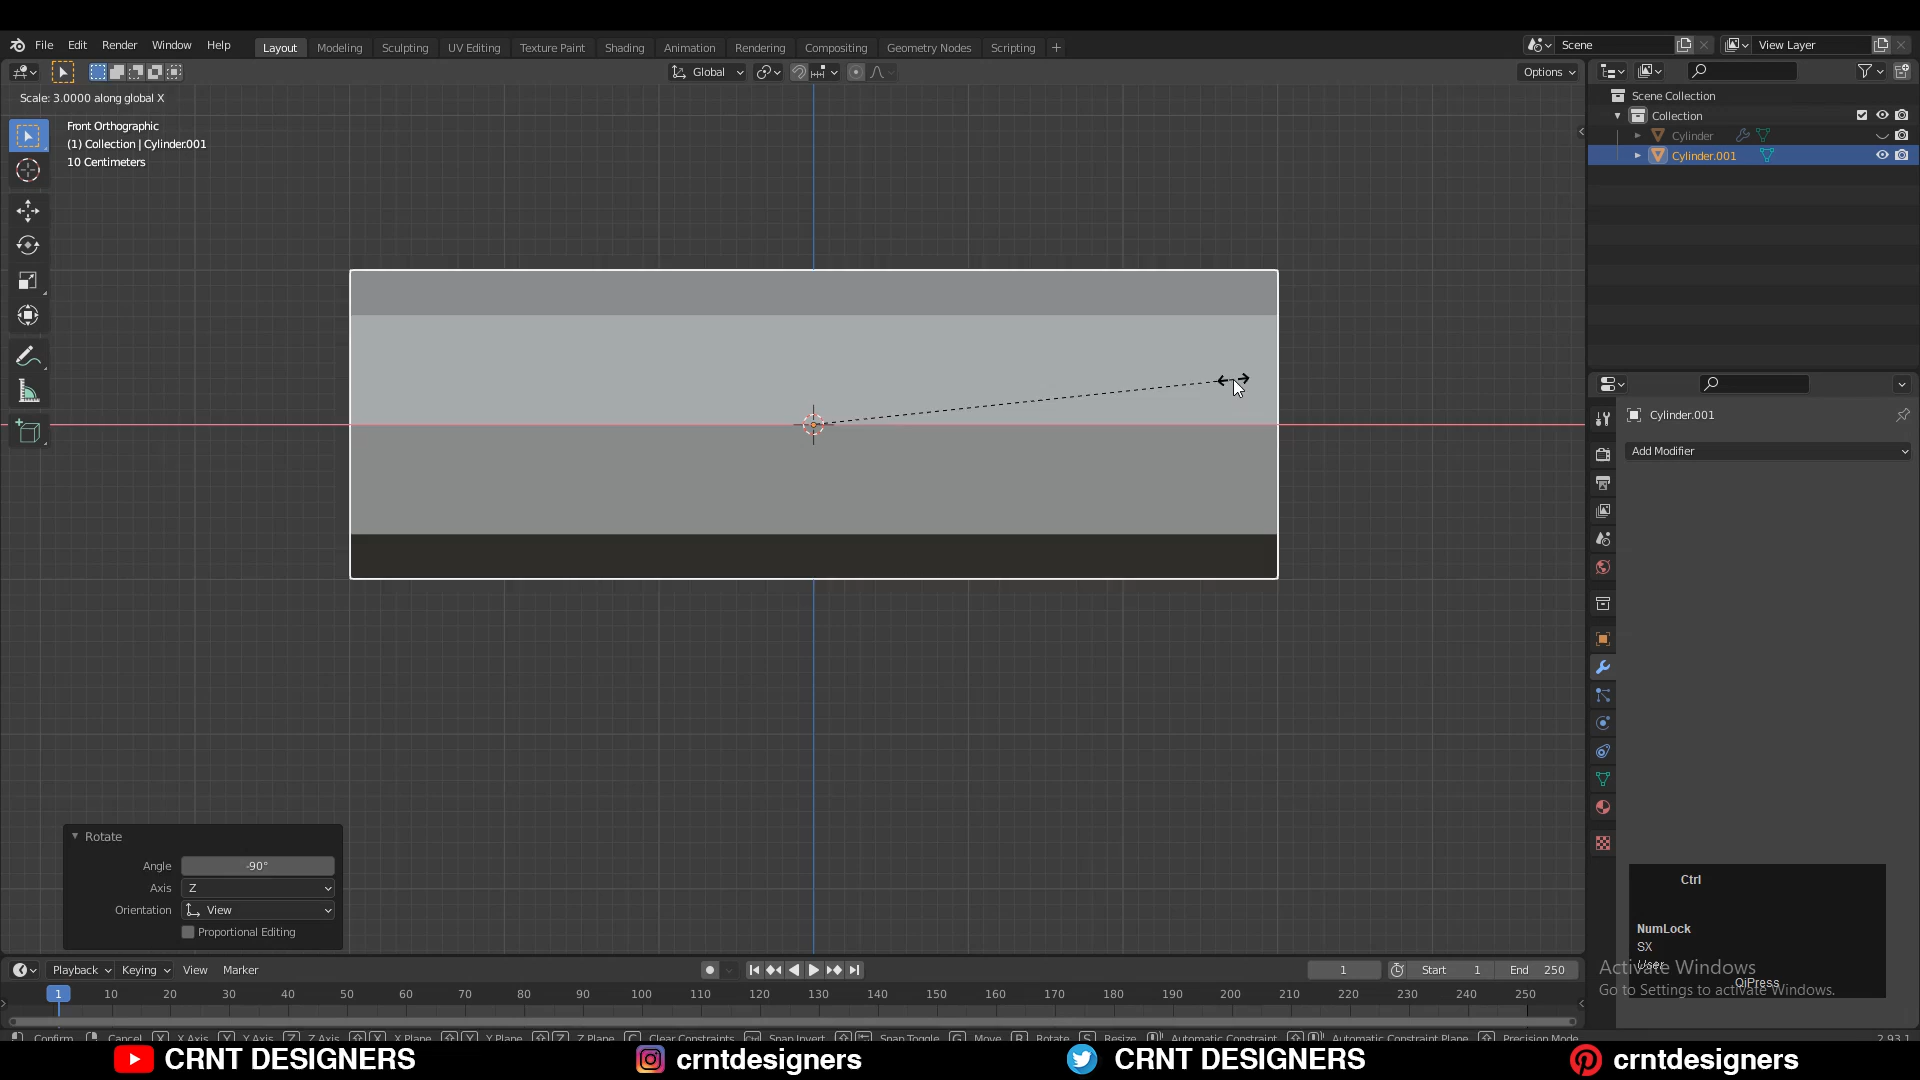 File Edit Render Window Help Layout Modeling Sculpting UV Editing Texture Paint Shading Animation Rendering Compositing Geometry Nodes Scripting + Scene View Layer
Global Options
Scale: 3.0000 along global X
Front Orthographic
(1) Collection | Cylinder.001
10 Centimeters
Scene Collection
Collection
Cylinder
Cylinder.001
Cylinder.001
Add Modifier
Rotate
Angle -90°
Axis Z
Orientation View
Proportional Editing
Ctrl
NumLock
SX
User
QiPress
Activate Windows
Go to Settings to activate Windows.
Playback Keying View Marker 1 Start 1 End 250
1 10 20 30 40 50 60 70 80 90 100 110 120 130 140 150 160 170 180 190 200 210 220 230 240 250
Confirm Cancel X X Axis Y Y Axis Z Z Axis X X Plane Y Y Plane Z Z Plane C Clear Constraints Snap Invert Snap Toggle G Move R Rotate S Resize Automatic Constraint Automatic Constraint Plane Precision Mode 2.93.1
CRNT DESIGNERS crntdesigners CRNT DESIGNERS crntdesigners